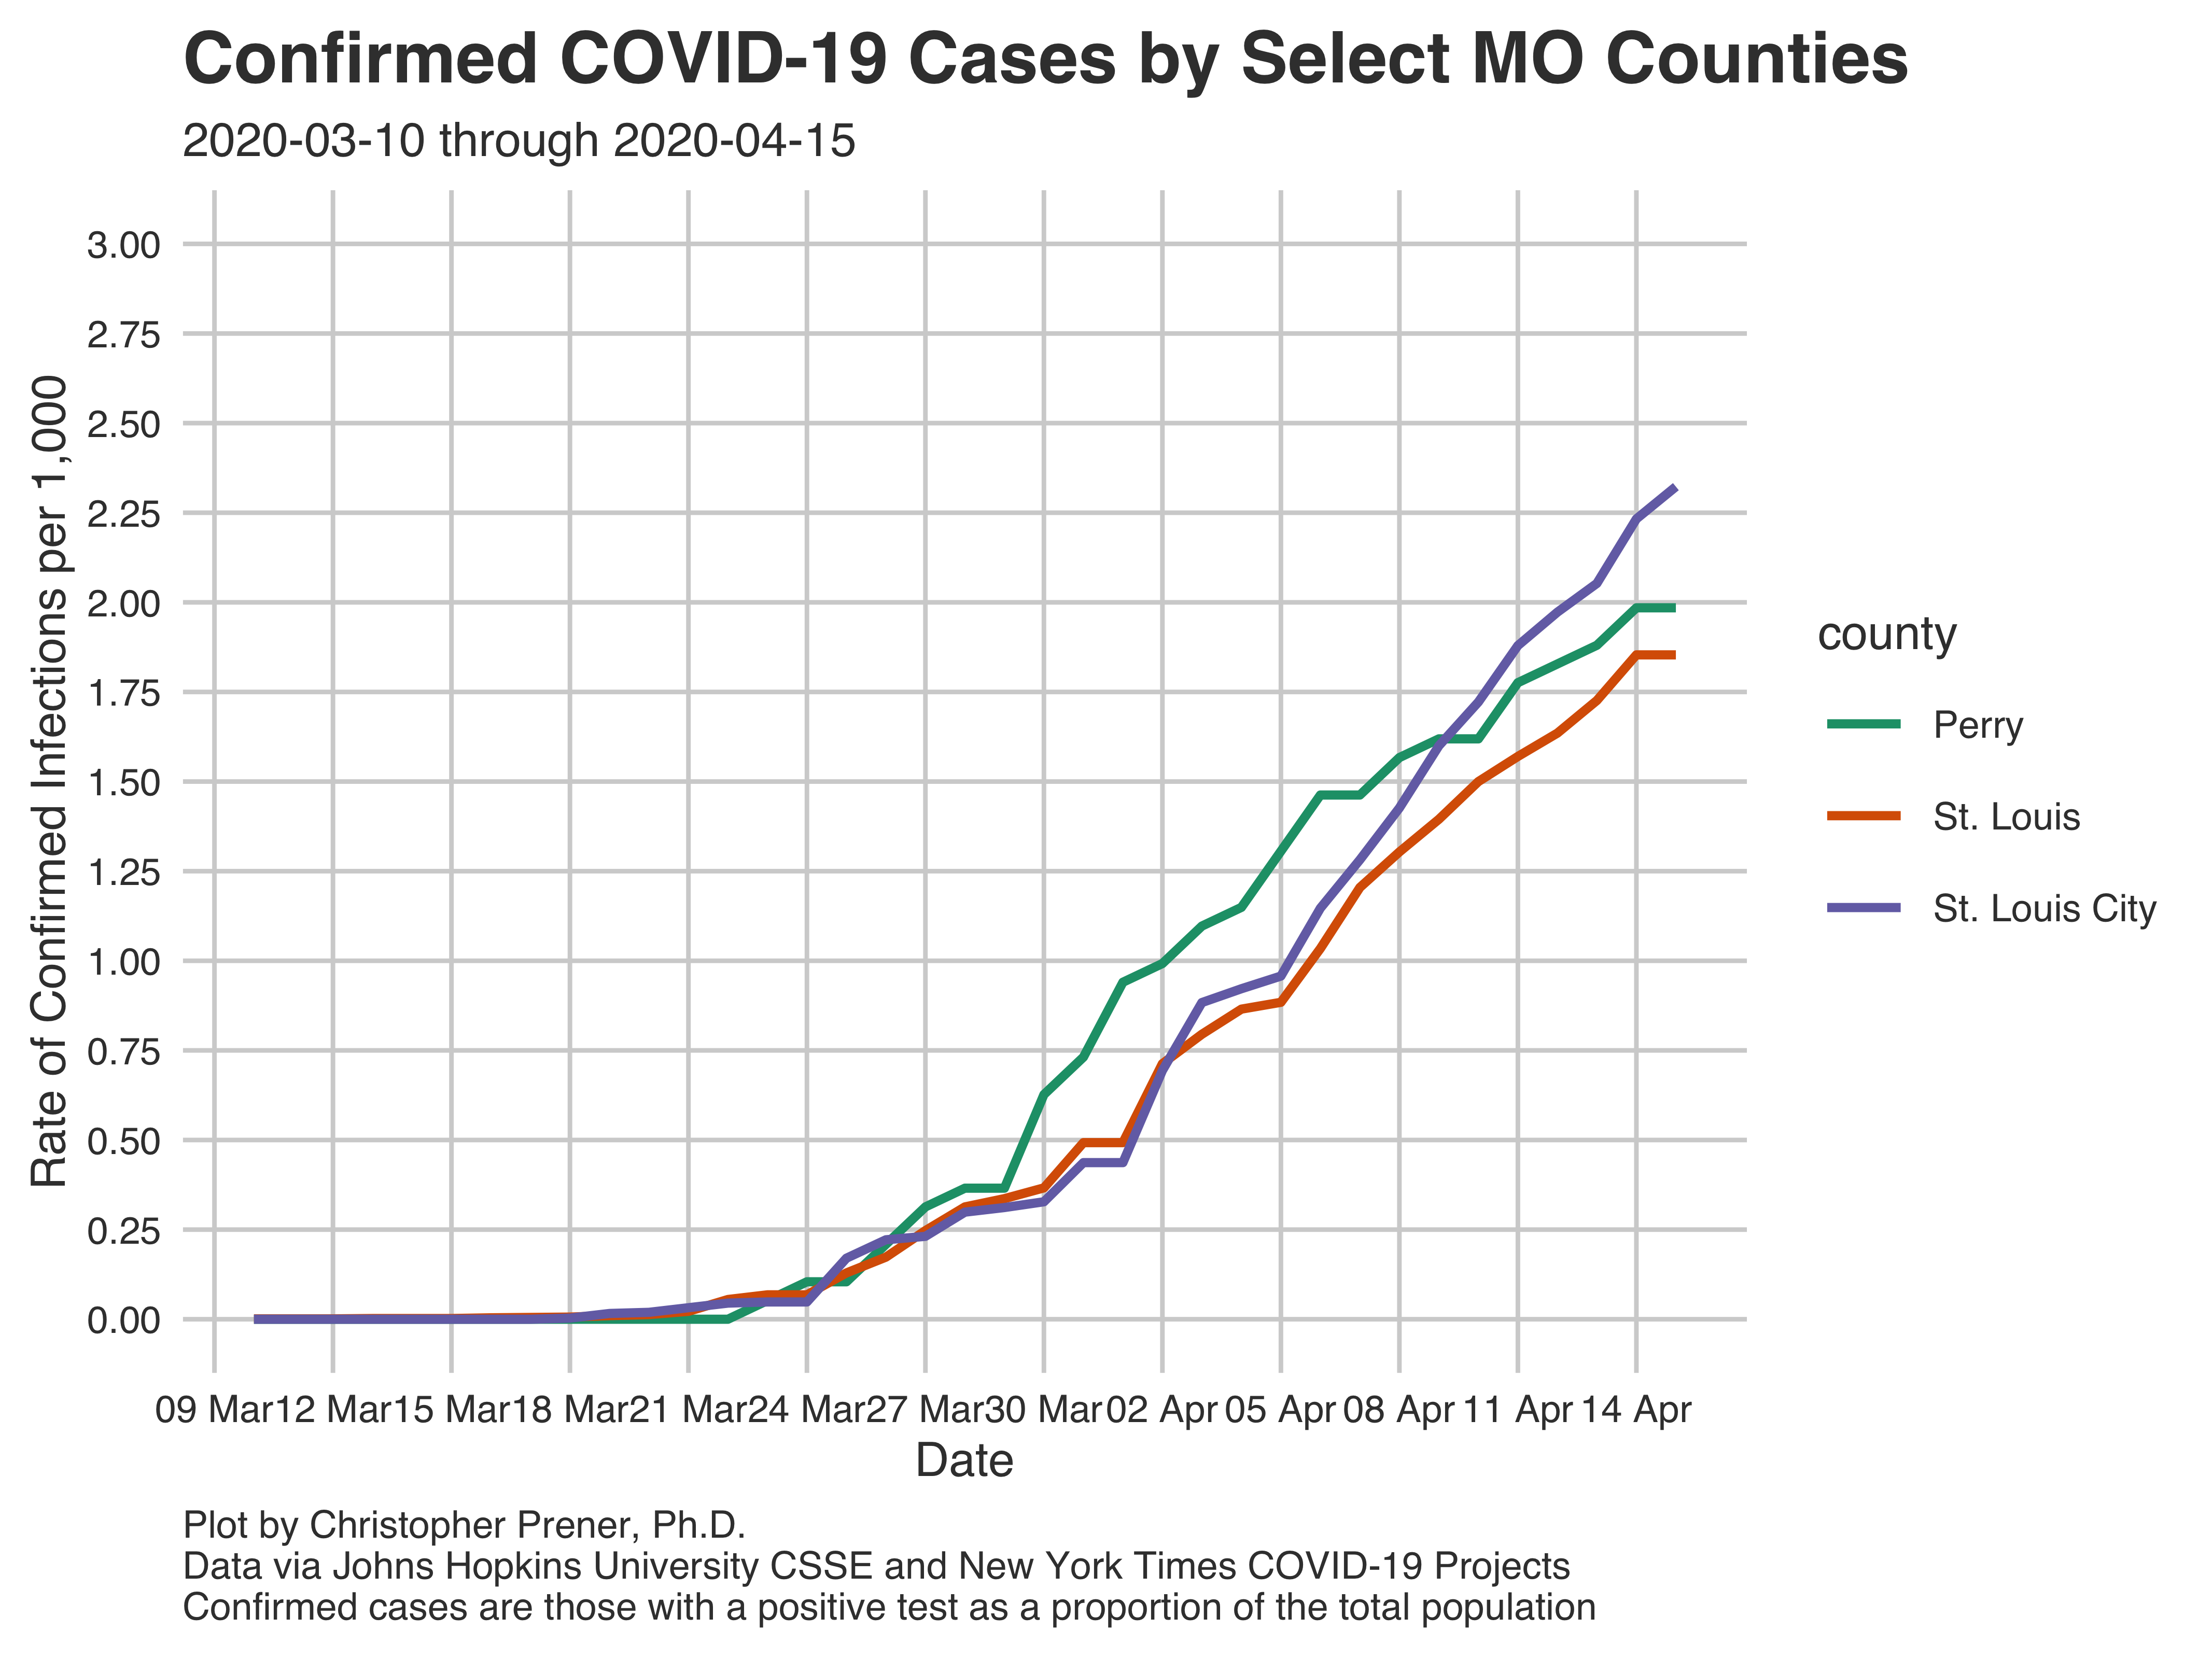 Confirmed COVID-19 Cases by Select MO Counties
2020-03-10 through 2020-04-15
Rate of Confirmed Infections per 1,000
3.00
2.75
2.50
2.25
2.00
1.75
1.50
1.25
1.00
0.75
0.50
0.25
0.00
09 Mar 12 Mar 15 Mar 18 Mar 21 Mar 24 Mar 27 Mar 30 Mar 02 Apr 05 Apr 08 Apr 11 Apr 14 Apr
Date
county
Perry
St. Louis
St. Louis City
Plot by Christopher Prener, Ph.D.
Data via Johns Hopkins University CSSE and New York Times COVID-19 Projects
Confirmed cases are those with a positive test as a proportion of the total population